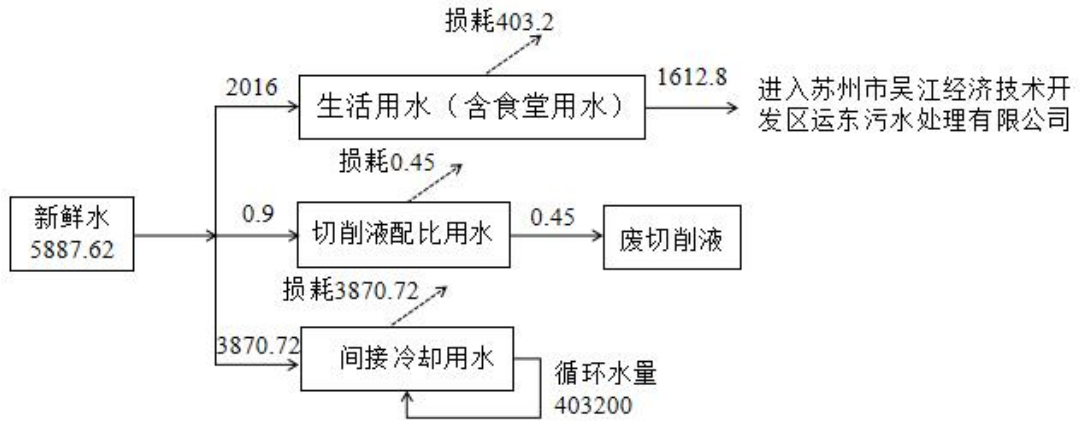 损耗403.2
2016
生活用水（含食堂用水）
1612.8
进入苏州市吴江经济技术开
发区运东污水处理有限公司
损耗0.45
新鲜水
5887.62
0.9
切削液配比用水
0.45
废切削液
损耗3870.72
3870.72
间接冷却用水
循环水量
403200